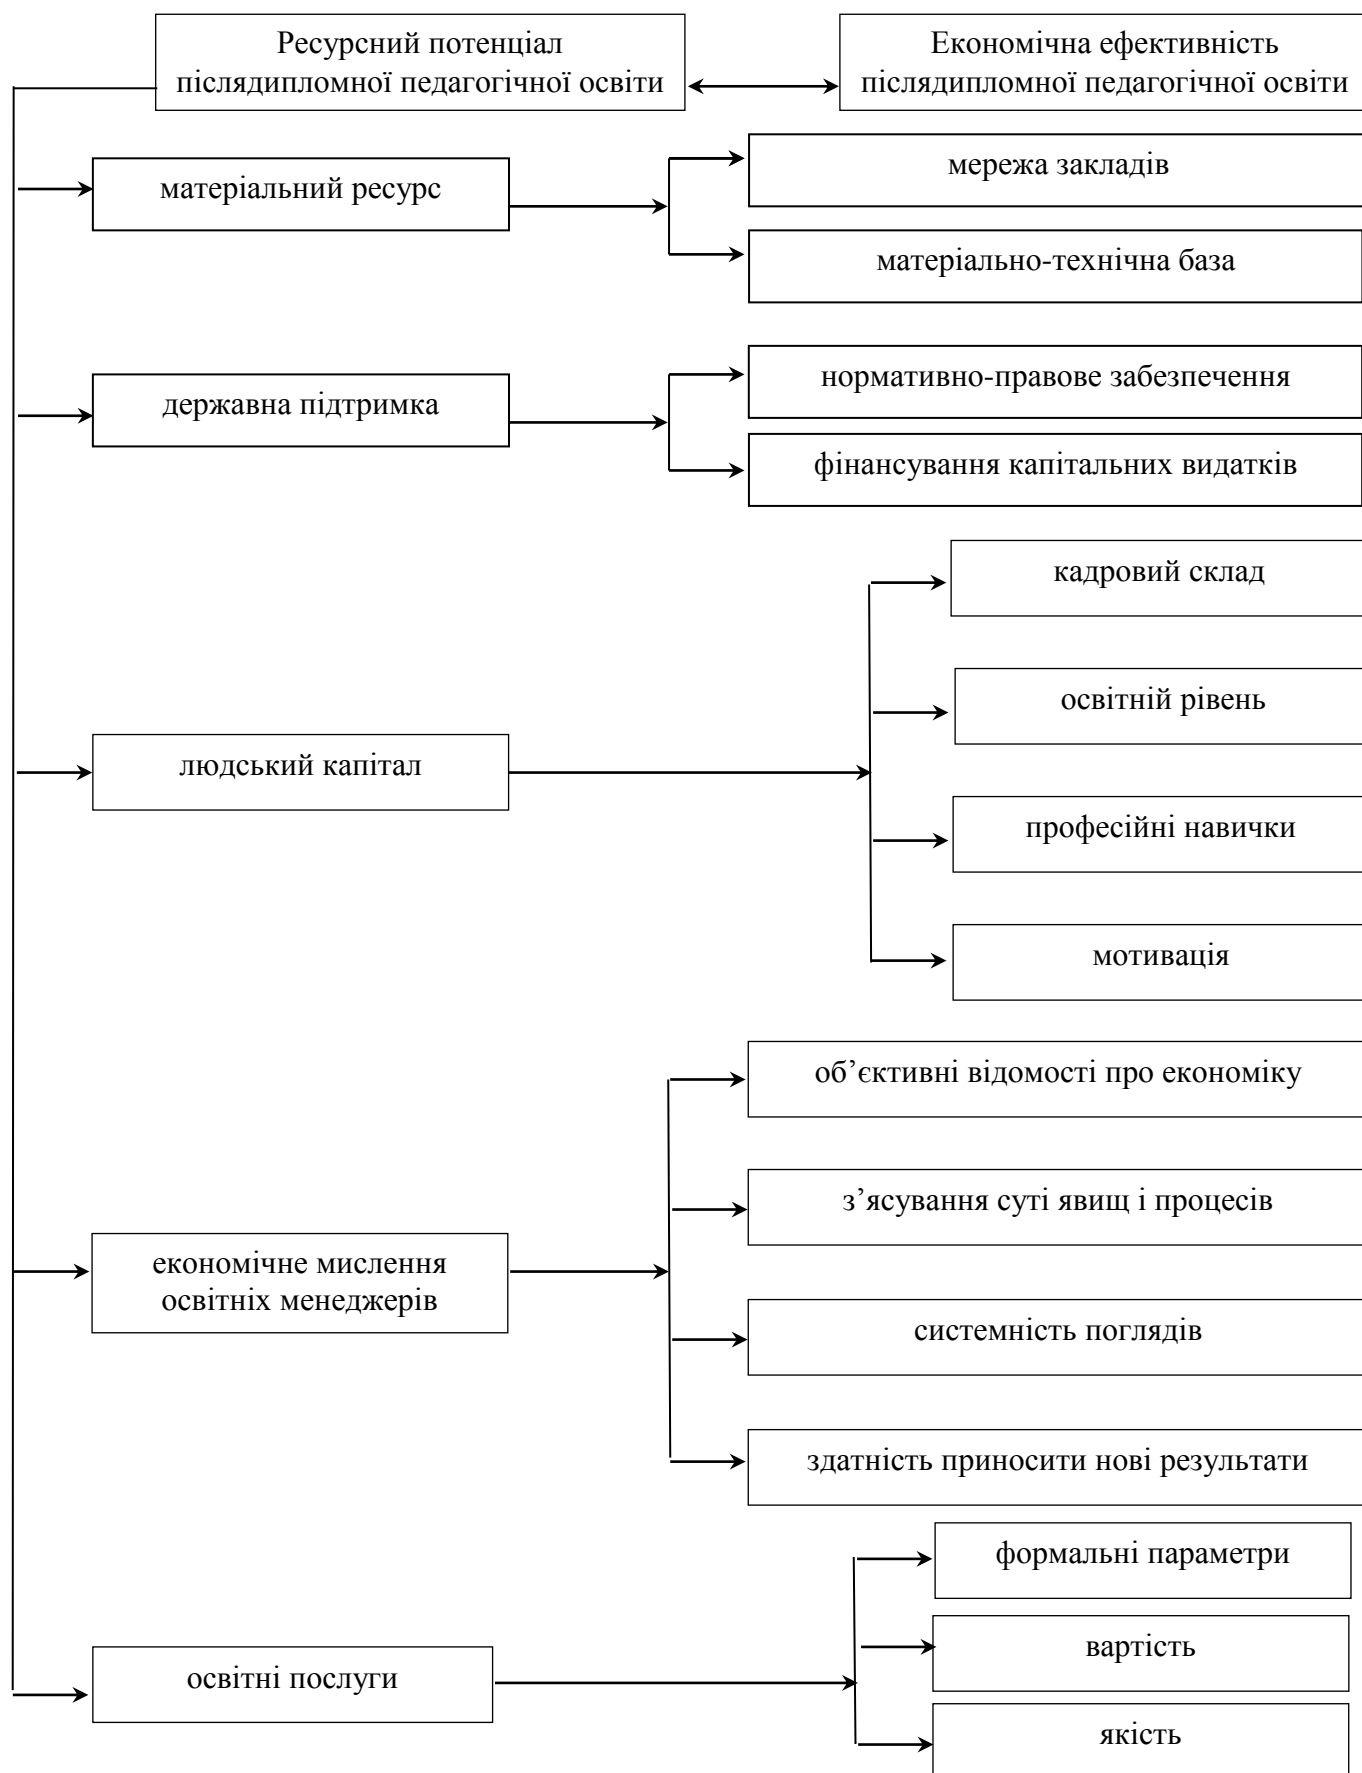 Ресурсний потенціал
післядипломної педагогічної освіти
Економічна ефективність
післядипломної педагогічної освіти
матеріальний ресурс
мережа закладів
матеріально-технічна база
державна підтримка
нормативно-правове забезпечення
фінансування капітальних видатків
людський капітал
кадровий склад
освітній рівень
професійні навички
мотивація
економічне мислення
освітніх менеджерів
об’єктивні відомості про економіку
з’ясування суті явищ і процесів
системність поглядів
здатність приносити нові результати
освітні послуги
формальні параметри
вартість
якість